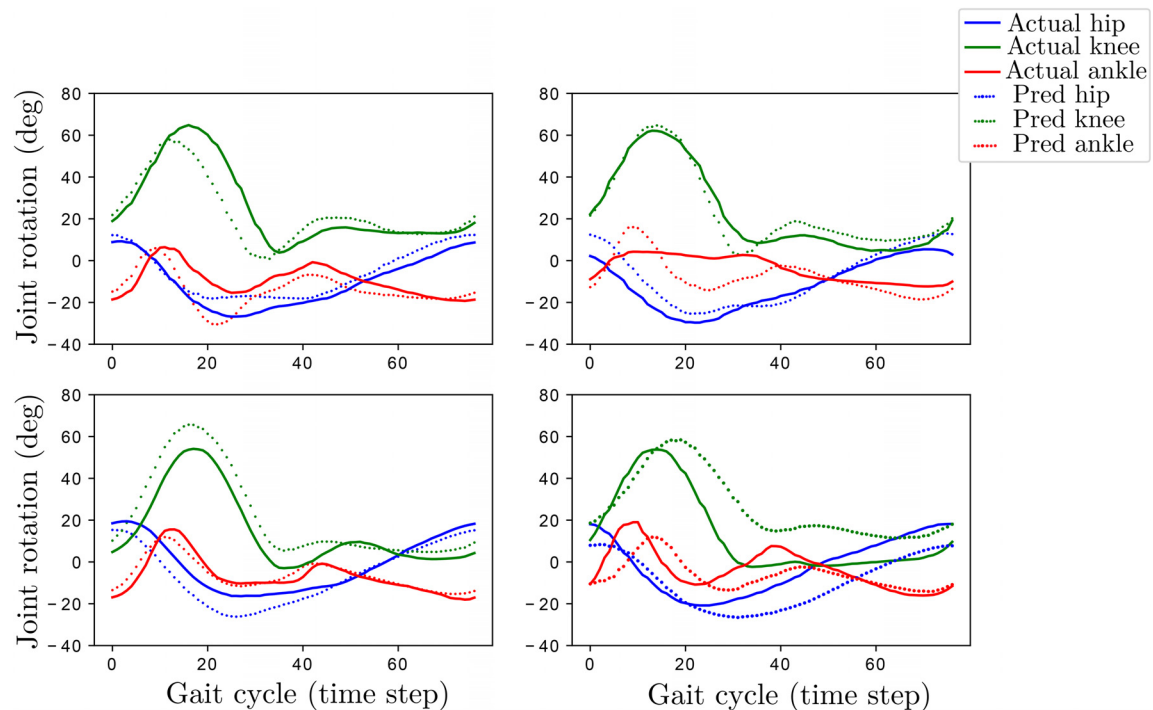 Actual hip
Actual knee
Actual ankle
Pred hip
Pred knee
Pred ankle
Joint rotation (deg)
80
60
40
20
0
−20
−40
0 20 40 60
80
60
40
20
0
−20
−40
0 20 40 60
Joint rotation (deg)
80
60
40
20
0
−20
−40
0 20 40 60
Gait cycle (time step)
80
60
40
20
0
−20
−40
0 20 40 60
Gait cycle (time step)